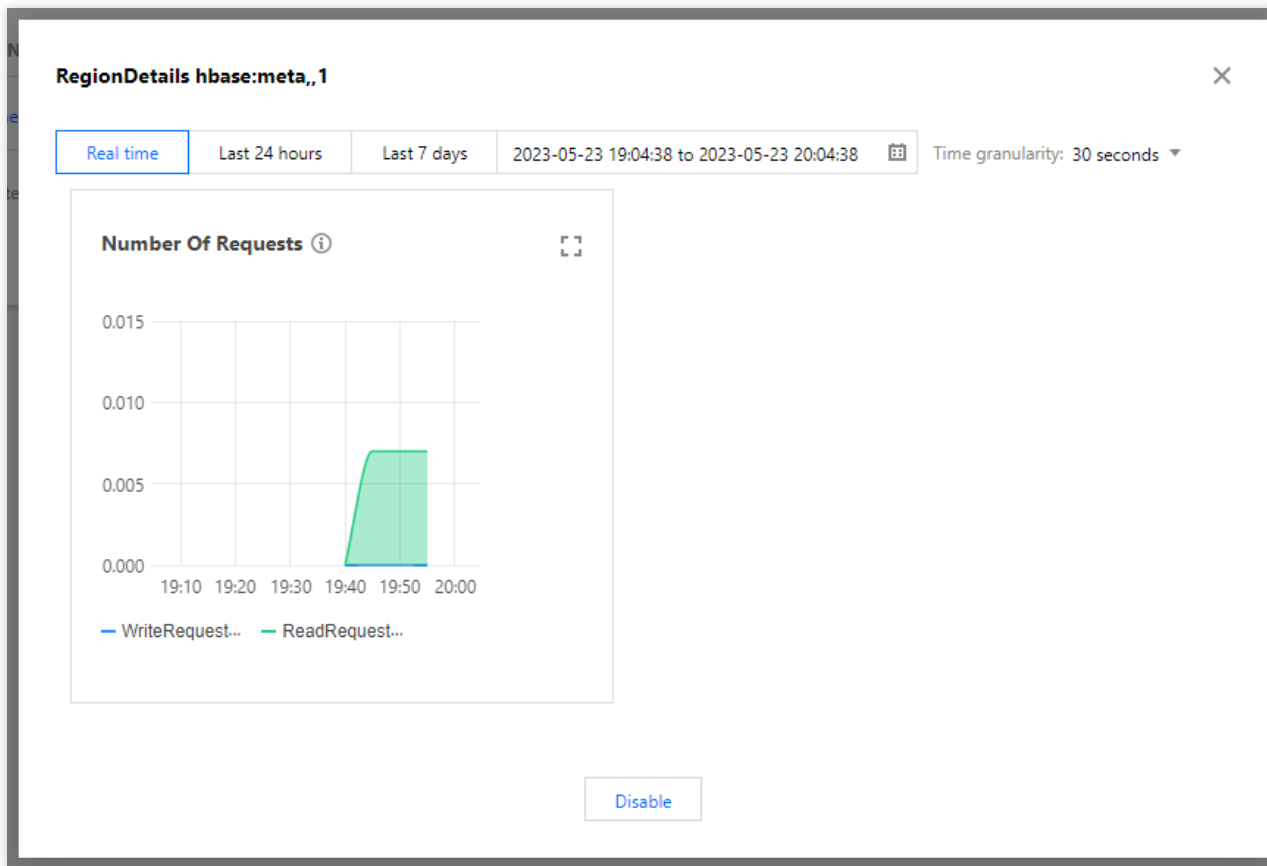 RegionDetails hbase:meta,,1
Real time Last 24 hours Last 7 days 2023-05-23 19:04:38 to 2023-05-23 20:04:38 Time granularity: 30 seconds
Number Of Requests
0.015
0.010
0.005
0.000
19:10 19:20 19:30 19:40 19:50 20:00
WriteRequest... ReadRequest...
Disable